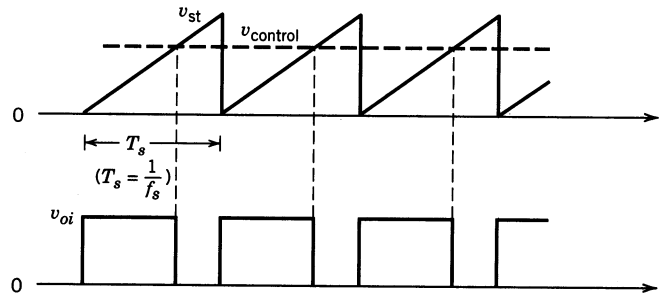 v_st
v_control
0
T_s
(T_s = 1/f_s)
v_oi
0